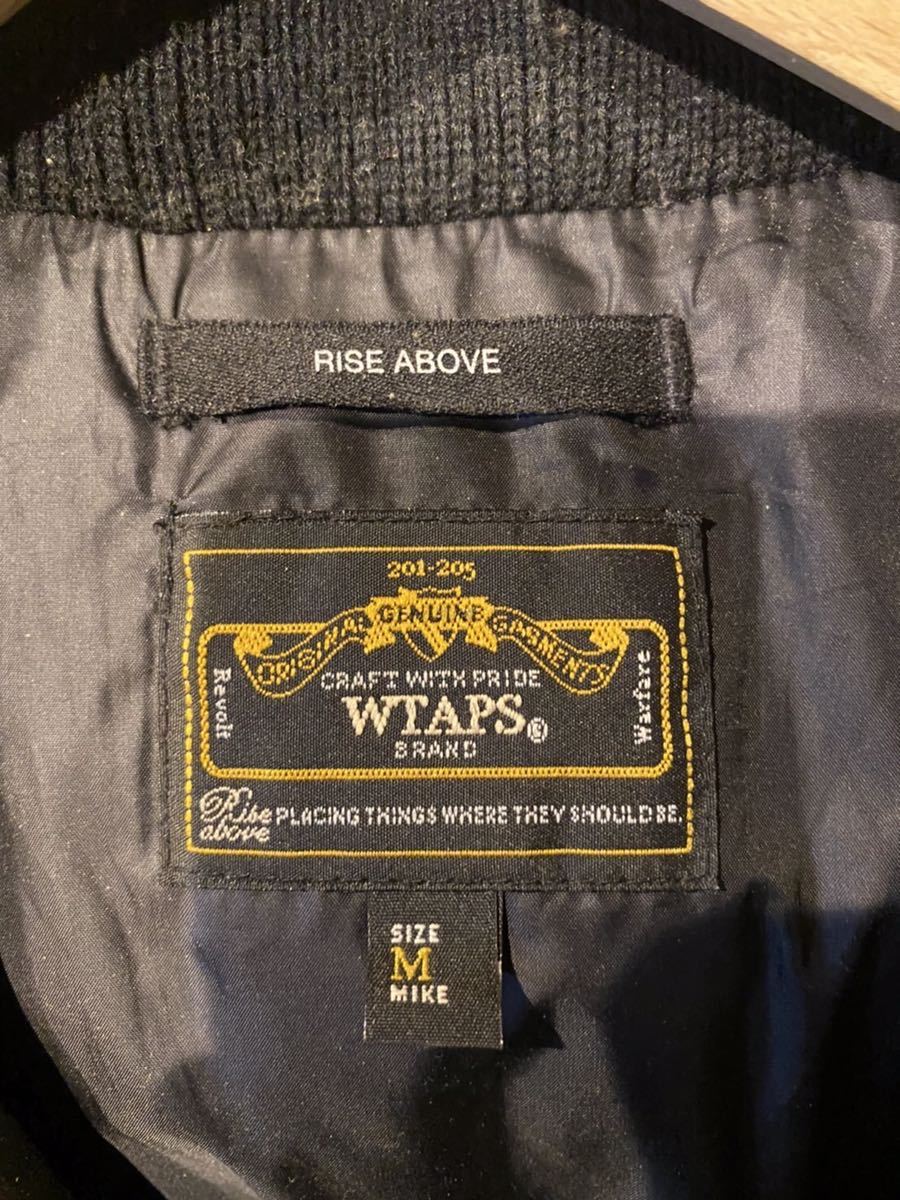 RISE ABOVE
201-205
ORIGINAL GENUINE GARMENTS
CRAFT WITH PRIDE
Revolt
WTAPS®
Warfare
BRAND
Rise above
PLACING THINGS WHERE THEY SHOULD BE.
SIZE
M
MIKE